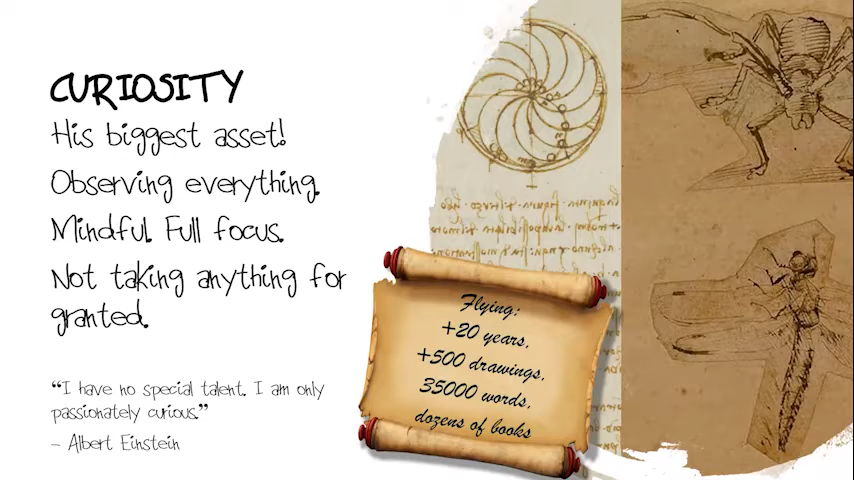 CURIOSITY
His biggest asset!
Observing everything.
Mindful. Full focus.
Not taking anything for
granted.
“I have no special talent. I am only
passionately curious.”
– Albert Einstein
Flying:
+20 years,
+500 drawings,
35000 words,
dozens of books